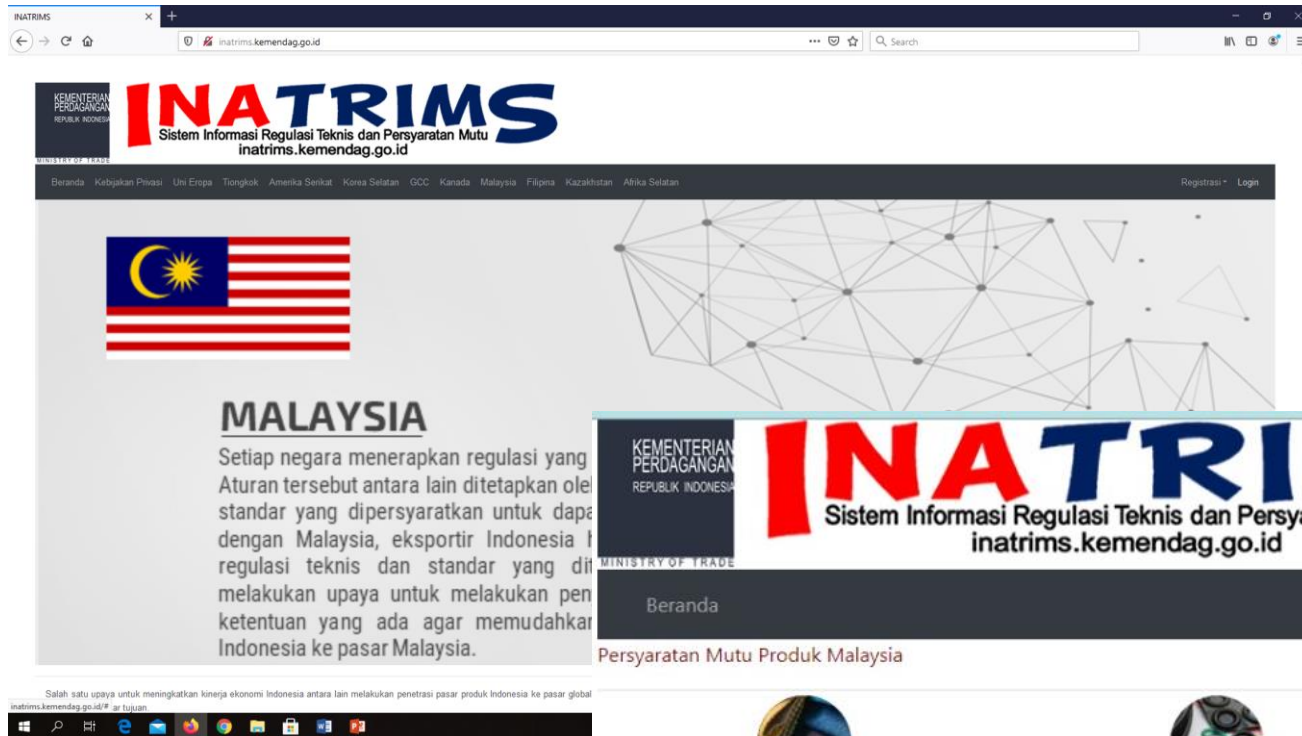 INATRIMS
inatrims.kemendag.go.id
Search
KEMENTERIAN
PERDAGANGAN
REPUBLIK INDONESIA
MINISTRY OF TRADE
INATRIMS
Sistem Informasi Regulasi Teknis dan Persyaratan Mutu
inatrims.kemendag.go.id
Beranda Kebijakan Privasi Uni Eropa Tiongkok Amerika Serikat Korea Selatan GCC Kanada Malaysia Filipina Kazakhstan Afrika Selatan Registrasi Login
MALAYSIA
Setiap negara menerapkan regulasi yang
Aturan tersebut antara lain ditetapkan ole
standar yang dipersyaratkan untuk dapa
dengan Malaysia, eksportir Indonesia h
regulasi teknis dan standar yang dit
melakukan upaya untuk melakukan pen
ketentuan yang ada agar memudahkan
Indonesia ke pasar Malaysia.
Salah satu upaya untuk meningkatkan kinerja ekonomi Indonesia antara lain melakukan penetrasi pasar produk Indonesia ke pasar global
inatrims.kemendag.go.id/# ar tujuan.
KEMENTERIAN
PERDAGANGAN
REPUBLIK INDONESIA
MINISTRY OF TRADE
INATRI
Sistem Informasi Regulasi Teknis dan Persya
inatrims.kemendag.go.id
Beranda
Persyaratan Mutu Produk Malaysia